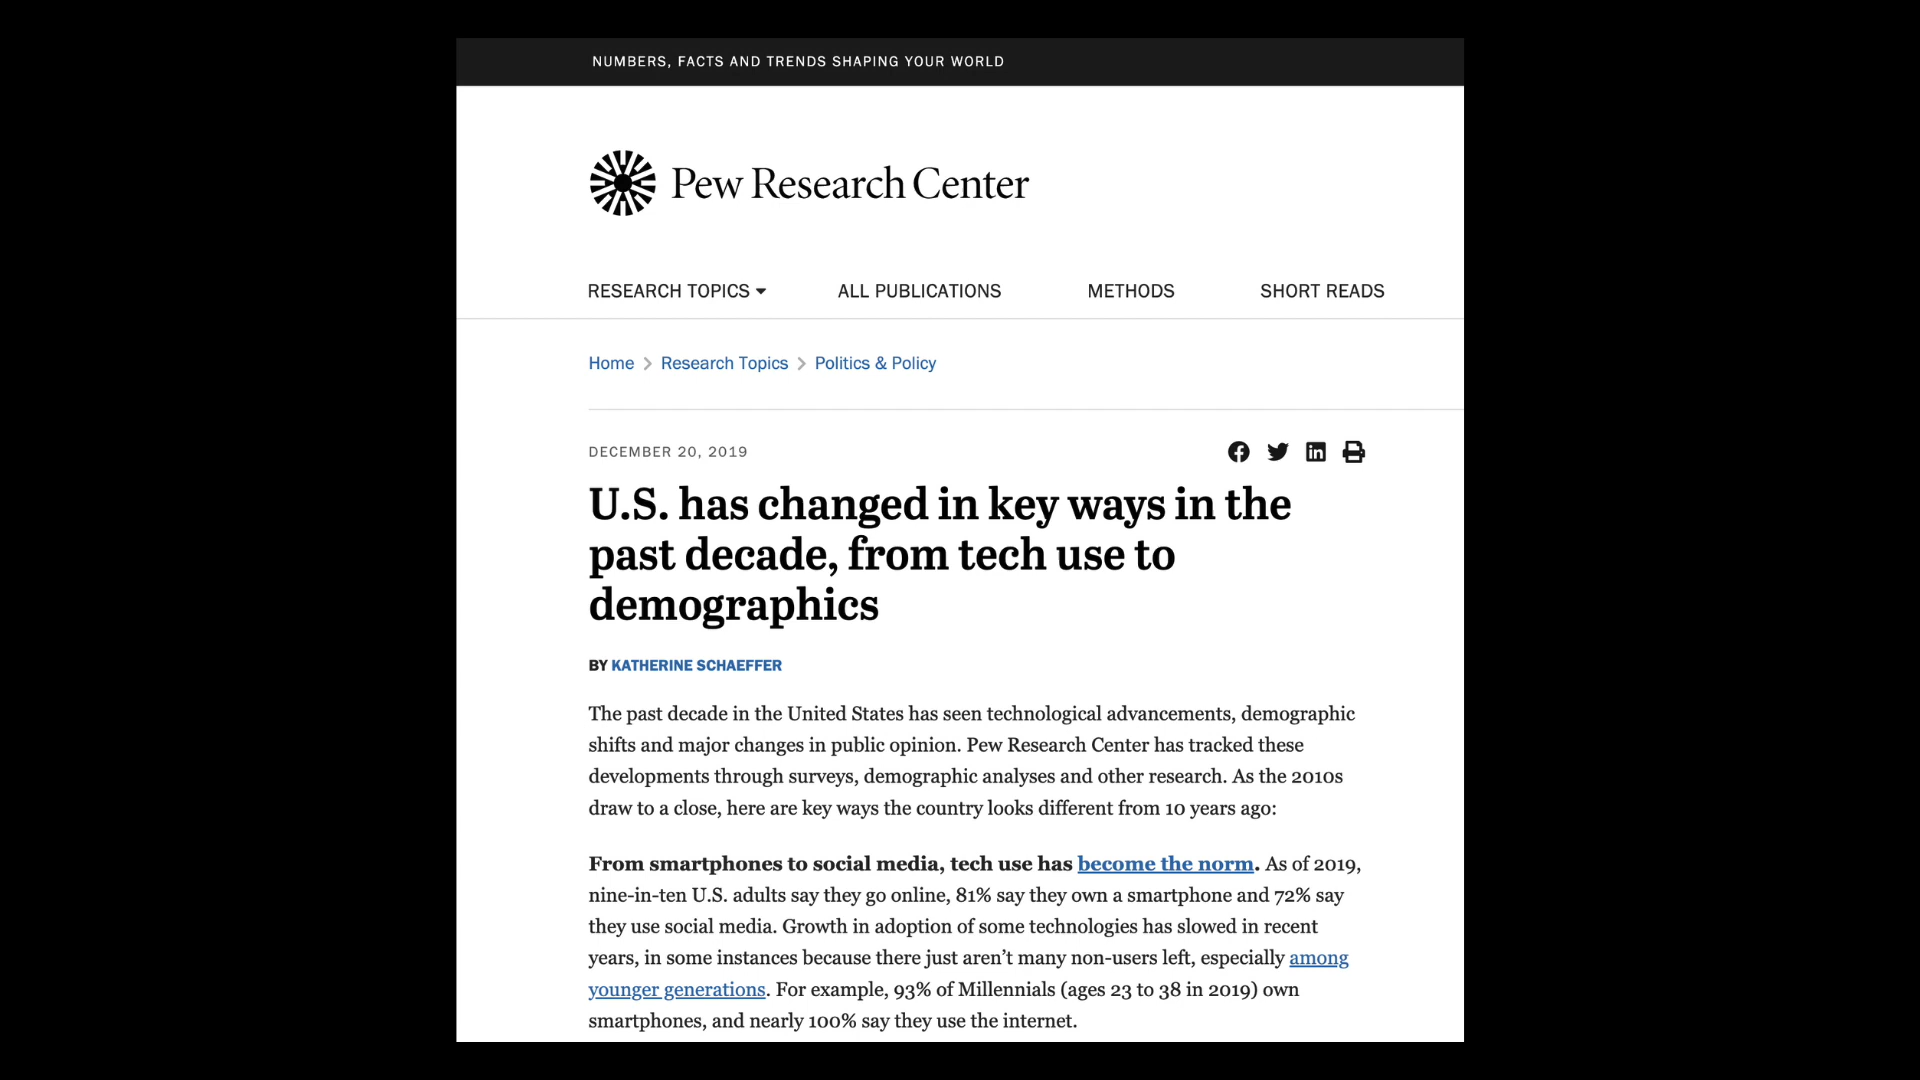 NUMBERS, FACTS AND TRENDS SHAPING YOUR WORLD
Pew Research Center
RESEARCH TOPICS
ALL PUBLICATIONS
METHODS
SHORT READS
Home
Research Topics
Politics & Policy
DECEMBER 20, 2019
U.S. has changed in key ways in the
past decade, from tech use to
demographics
BY KATHERINE SCHAEFFER
The past decade in the United States has seen technological advancements, demographic
shifts and major changes in public opinion. Pew Research Center has tracked these
developments through surveys, demographic analyses and other research. As the 2010s
draw to a close, here are key ways the country looks different from 10 years ago:
From smartphones to social media, tech use has become the norm. As of 2019,
nine-in-ten U.S. adults say they go online, 81% say they own a smartphone and 72% say
they use social media. Growth in adoption of some technologies has slowed in recent
years, in some instances because there just aren’t many non-users left, especially among
younger generations. For example, 93% of Millennials (ages 23 to 38 in 2019) own
smartphones, and nearly 100% say they use the internet.